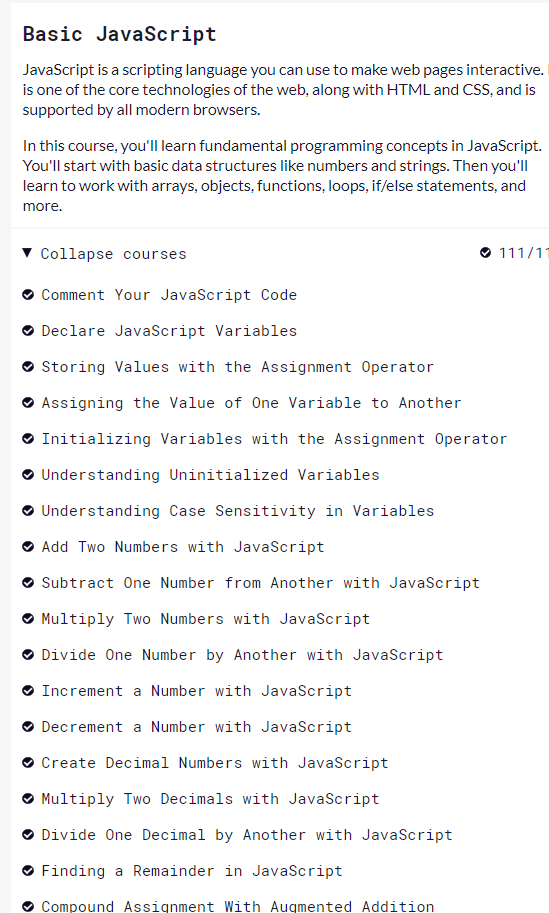 Basic JavaScript
JavaScript is a scripting language you can use to make web pages interactive.
is one of the core technologies of the web, along with HTML and CSS, and is
supported by all modern browsers.
In this course, you'll learn fundamental programming concepts in JavaScript.
You'll start with basic data structures like numbers and strings. Then you'll
learn to work with arrays, objects, functions, loops, if/else statements, and
more.
Collapse courses 111/11
Comment Your JavaScript Code
Declare JavaScript Variables
Storing Values with the Assignment Operator
Assigning the Value of One Variable to Another
Initializing Variables with the Assignment Operator
Understanding Uninitialized Variables
Understanding Case Sensitivity in Variables
Add Two Numbers with JavaScript
Subtract One Number from Another with JavaScript
Multiply Two Numbers with JavaScript
Divide One Number by Another with JavaScript
Increment a Number with JavaScript
Decrement a Number with JavaScript
Create Decimal Numbers with JavaScript
Multiply Two Decimals with JavaScript
Divide One Decimal by Another with JavaScript
Finding a Remainder in JavaScript
Compound Assignment With Augmented Addition